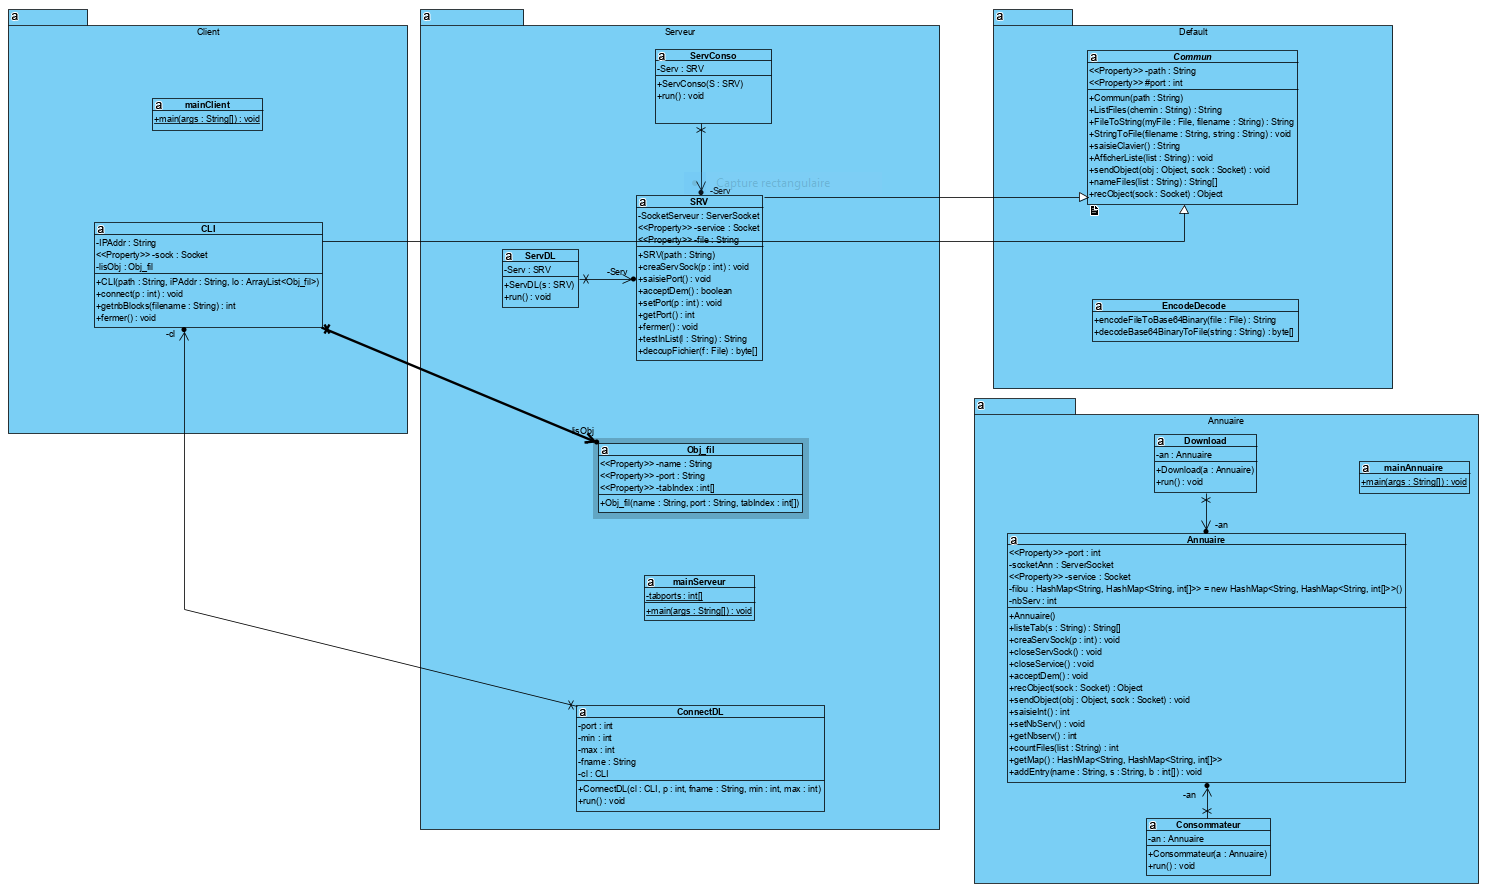 a
Client
a
mainClient
+main(args : String[]) : void
a
CLI
-IPAddr : String
<<Property>> -sock : Socket
-lisObj : Obj_fil
+CLI(path : String, iPAddr : String, lo : ArrayList<Obj_fil>)
+connect(p : int) : void
+getnbBlocks(filename : String) : int
+fermer() : void
-cl
a
Serveur
a
ServConso
-Serv : SRV
+ServConso(S : SRV)
+run() : void
Capture rectangulaire
-Serv
a
SRV
-SocketServeur : ServerSocket
<<Property>> -service : Socket
<<Property>> -file : String
+SRV(path : String)
+creaServSock(p : int) : void
+saisiePort() : void
+acceptDem() : boolean
+setPort(p : int) : void
+getPort() : int
+fermer() : void
+testInList(l : String) : String
+decoupFichier(f : File) : byte[]
a
ServDL
-Serv : SRV
+ServDL(s : SRV)
+run() : void
-Serv
-lisObj
a
Obj_fil
<<Property>> -name : String
<<Property>> -port : String
<<Property>> -tabIndex : int[]
+Obj_fil(name : String, port : String, tabIndex : int[])
a
mainServeur
-tabports : int[]
+main(args : String[]) : void
a
ConnectDL
-port : int
-min : int
-max : int
-fname : String
-cl : CLI
+ConnectDL(cl : CLI, p : int, fname : String, min : int, max : int)
+run() : void
a
Default
a
Commun
<<Property>> -path : String
<<Property>> #port : int
+Commun(path : String)
+ListFiles(chemin : String) : String
+FileToString(myFile : File, filename : String) : String
+StringToFile(filename : String, string : String) : void
+saisieClavier() : String
+AfficherListe(list : String) : void
+sendObject(obj : Object, sock : Socket) : void
+nameFiles(list : String) : String[]
+recObject(sock : Socket) : Object
a
EncodeDecode
+encodeFileToBase64Binary(file : File) : String
+decodeBase64BinaryToFile(string : String) : byte[]
a
Annuaire
a
Download
-an : Annuaire
+Download(a : Annuaire)
+run() : void
a
mainAnnuaire
+main(args : String[]) : void
-an
a
Annuaire
<<Property>> -port : int
-socketAnn : ServerSocket
<<Property>> -service : Socket
-filou : HashMap<String, HashMap<String, int[]>> = new HashMap<String, HashMap<String, int[]>>()
-nbServ : int
+Annuaire()
+listeTab(s : String) : String[]
+creaServSock(p : int) : void
+closeServSock() : void
+closeService() : void
+acceptDem() : void
+recObject(sock : Socket) : Object
+sendObject(obj : Object, sock : Socket) : void
+saisieInt() : int
+setNbServ() : void
+getNbserv() : int
+countFiles(list : String) : int
+getMap() : HashMap<String, HashMap<String, int[]>>
+addEntry(name : String, s : String, b : int[]) : void
-an
a
Consommateur
-an : Annuaire
+Consommateur(a : Annuaire)
+run() : void